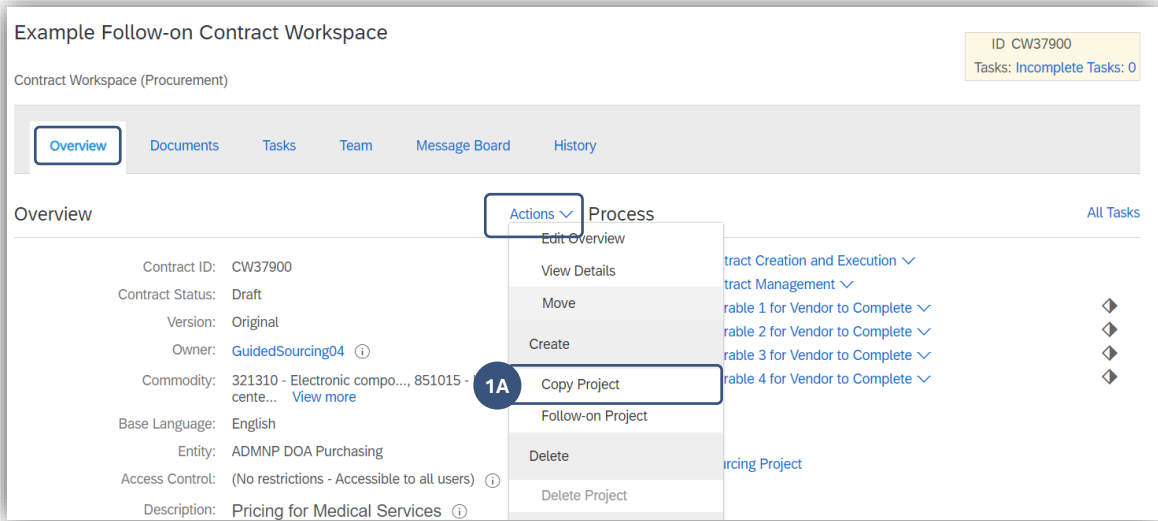 Example Follow-on Contract Workspace
ID CW37900
Tasks: Incomplete Tasks: 0
Contract Workspace (Procurement)
Overview Documents Tasks Team Message Board History
Overview Actions Process All Tasks
Edit Overview
View Details
Move
Create
1A Copy Project
Follow-on Project
Delete
Delete Project
Contract ID: CW37900
Contract Status: Draft
Version: Original
Owner: GuidedSourcing04
Commodity: 321310 - Electronic compo..., 851015 -
cente... View more
Base Language: English
Entity: ADMNP DOA Purchasing
Access Control: (No restrictions - Accessible to all users)
Description: Pricing for Medical Services
tract Creation and Execution
tract Management
rable 1 for Vendor to Complete
rable 2 for Vendor to Complete
rable 3 for Vendor to Complete
rable 4 for Vendor to Complete
urcing Project